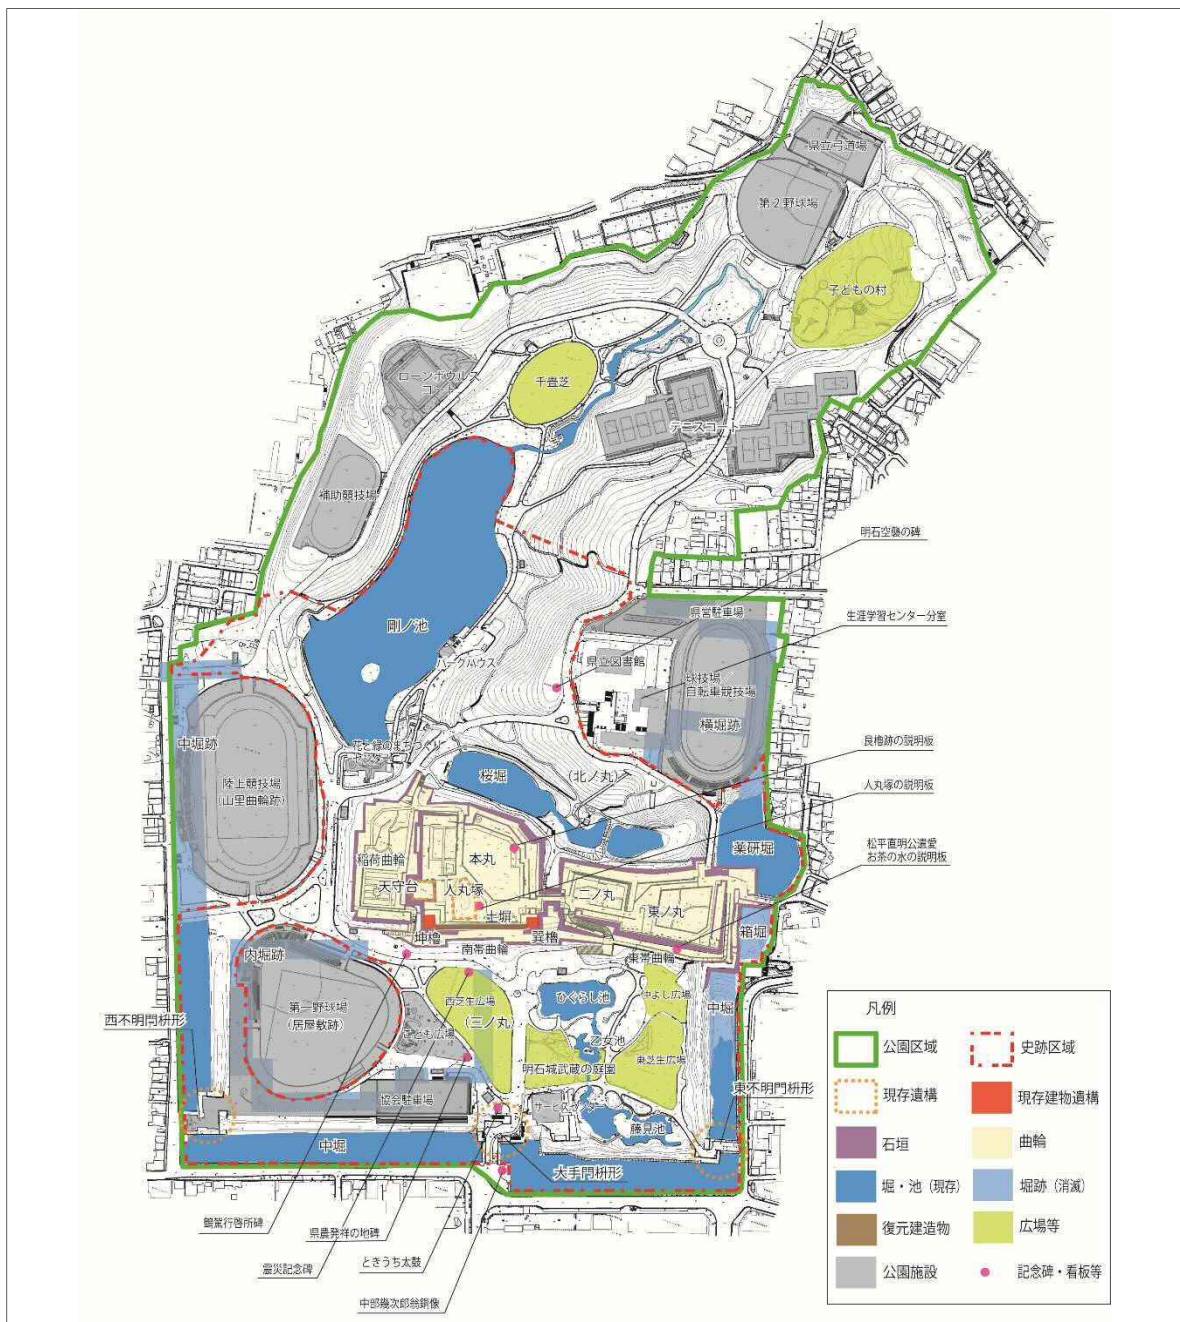 県立弓道場
第2野球場
子どもの村
ローンボウルス
コート
千畳芝
テニスコート
補助競技場
明石空襲の碑
県営駐車場
生涯学習センター分室
剛ノ池
パークハウス
県立図書館
球技場
自転車競技場
中堀跡
横堀跡
花と緑のまちづくり
センター
艮櫓跡の説明板
陸上競技場
(山里曲輪跡)
桜堀
(北ノ丸)
人丸塚の説明板
松平直明公遺愛
お茶の水の説明板
薬研堀
稲荷曲輪
本丸
天守台
人丸塚
二ノ丸
東ノ丸
土塀
坤櫓
巽櫓
箱堀
南帯曲輪
東帯曲輪
内堀跡
第一野球場
(居屋敷跡)
西芝生広場
ひぐらし池
中よし広場
中堀
西不明門枡形
こども広場
(三ノ丸)
乙女池
明石城武蔵の庭園
東芝生広場
東不明門枡形
協会駐車場
サービスセンター
藤見池
中堀
大手門枡形
鶴駕行啓所碑
県農発祥の地碑
震災記念碑
ときうち太鼓
中部幾次郎翁銅像
凡例
公園区域
史跡区域
現存遺構
現存建物遺構
石垣
曲輪
堀・池(現存)
堀跡(消滅)
復元建造物
広場等
公園施設
記念碑・看板等